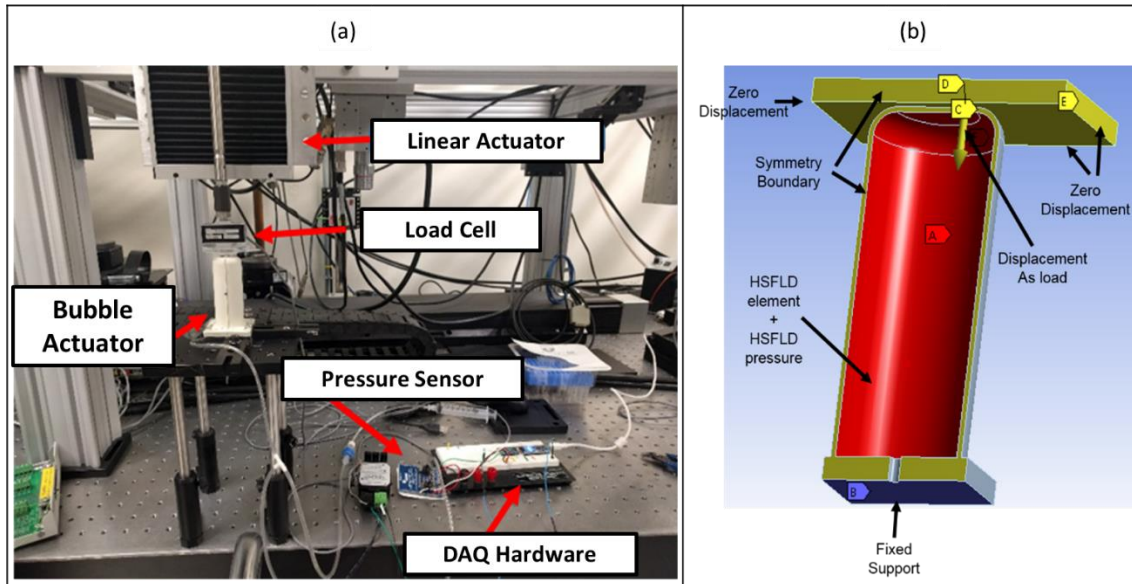 (a)
Linear Actuator
Load Cell
Bubble
Actuator
Pressure Sensor
DAQ Hardware
(b)
Zero
Displacement
D
C
E
Symmetry
Boundary
Zero
Displacement
A
Displacement
As load
HSFLD
element
+
HSFLD
pressure
B
Fixed
Support